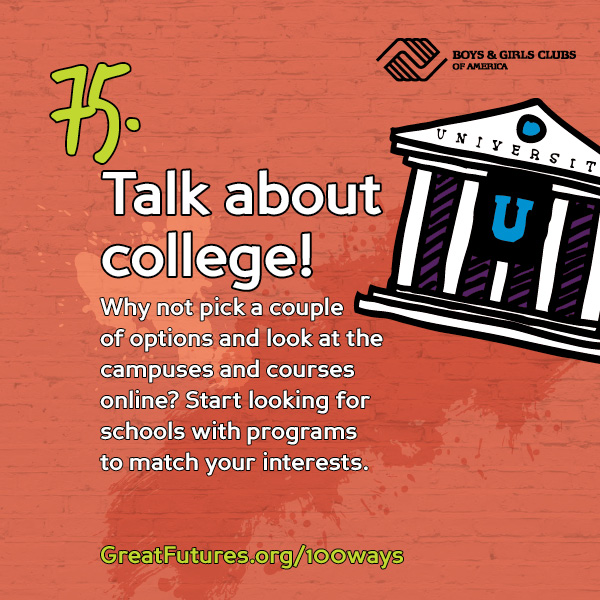 BOYS & GIRLS CLUBS
OF AMERICA
75.
UNIVERSIT
U
Talk about
college!
Why not pick a couple
of options and look at the
campuses and courses
online? Start looking for
schools with programs
to match your interests.
GreatFutures.org/100ways